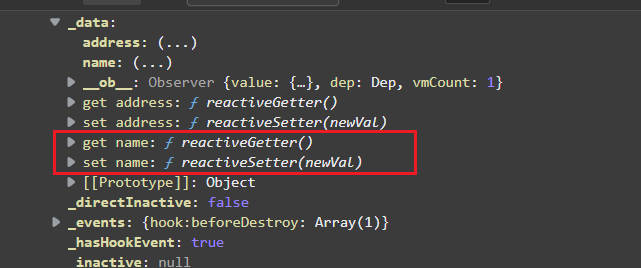 _data:
address: (...)
name: (...)
__ob__: Observer {value: {…}, dep: Dep, vmCount: 1}
get address: ƒ reactiveGetter()
set address: ƒ reactiveSetter(newVal)
get name: ƒ reactiveGetter()
set name: ƒ reactiveSetter(newVal)
[[Prototype]]: Object
_directInactive: false
_events: {hook:beforeDestroy: Array(1)}
_hasHookEvent: true
_inactive: null